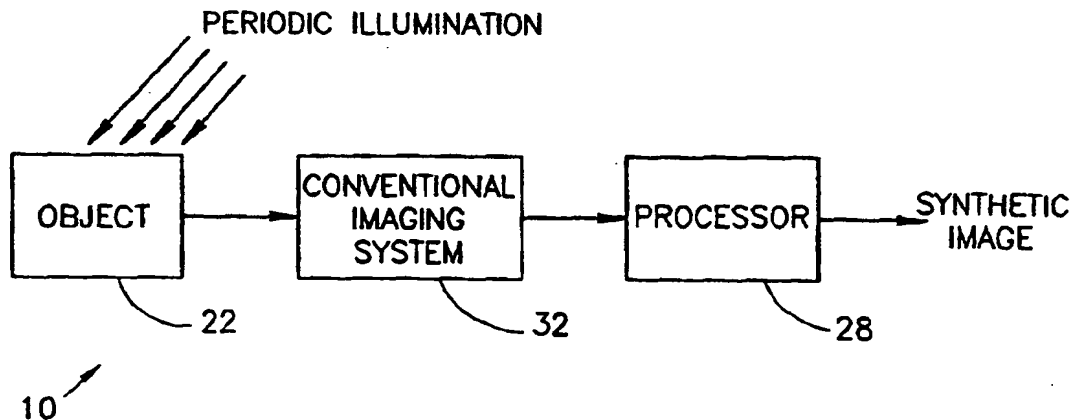 PERIODIC ILLUMINATION
OBJECT
CONVENTIONAL
IMAGING
SYSTEM
PROCESSOR
SYNTHETIC
IMAGE
22
32
28
10